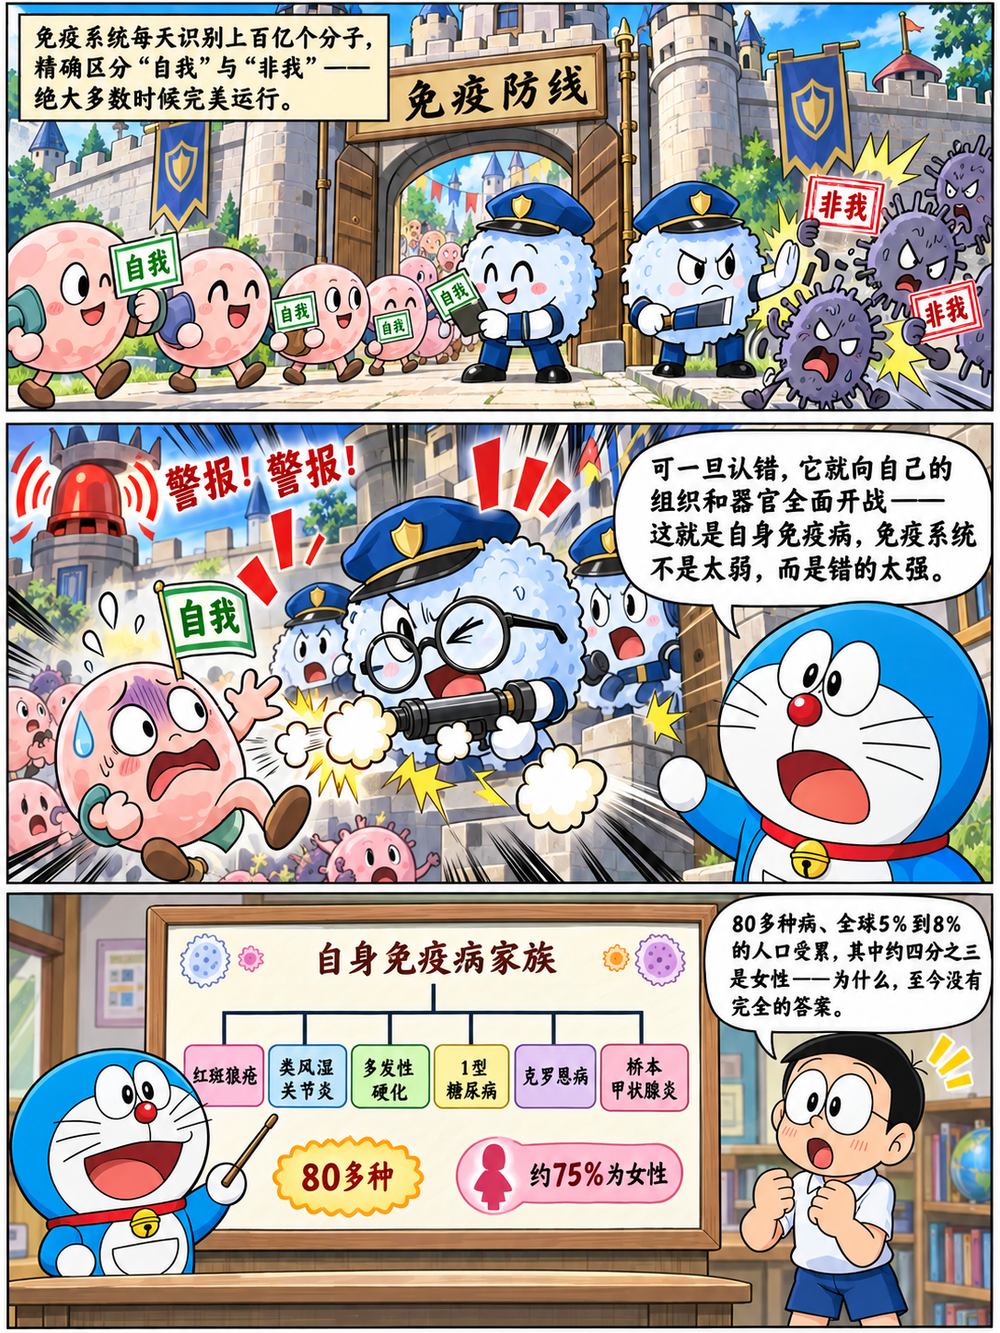 免疫系统每天识别上百亿个分子，
精确区分“自我”与“非我”——
绝大多数时候完美运行。
免疫防线
自我
自我
自我
自我
非我
非我
警报！警报！
自我
可一旦认错，它就向自己的
组织和器官全面开战——
这就是自身免疫病，免疫系统
不是太弱，而是错的太强。
自身免疫病家族
红斑狼疮
类风湿
关节炎
多发性
硬化
1型
糖尿病
克罗恩病
桥本
甲状腺炎
80多种
约75%为女性
80多种病、全球5%到8%
的人口受累，其中约四分之三
是女性——为什么，至今没有
完全的答案。